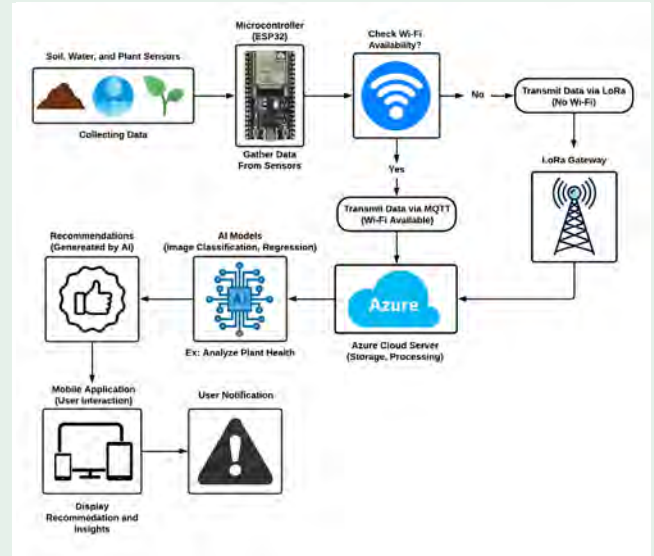 Soil, Water, and Plant Sensors
Collecting Data
Microcontroller
(ESP32)
Gather Data
From Sensors
Check Wi-Fi
Availability?
No
Transmit Data via LoRa
(No Wi-Fi)
LoRa Gateway
Yes
Transmit Data via MQTT
(Wi-Fi Available)
Azure
Azure Cloud Server
(Storage, Processing)
AI Models
(Image Classification, Regression)
AI
Ex: Analyze Plant Health
Recommendations
(Genereated by AI)
Mobile Application
(User Interaction)
Display
Recommedation and
Insights
User Notification